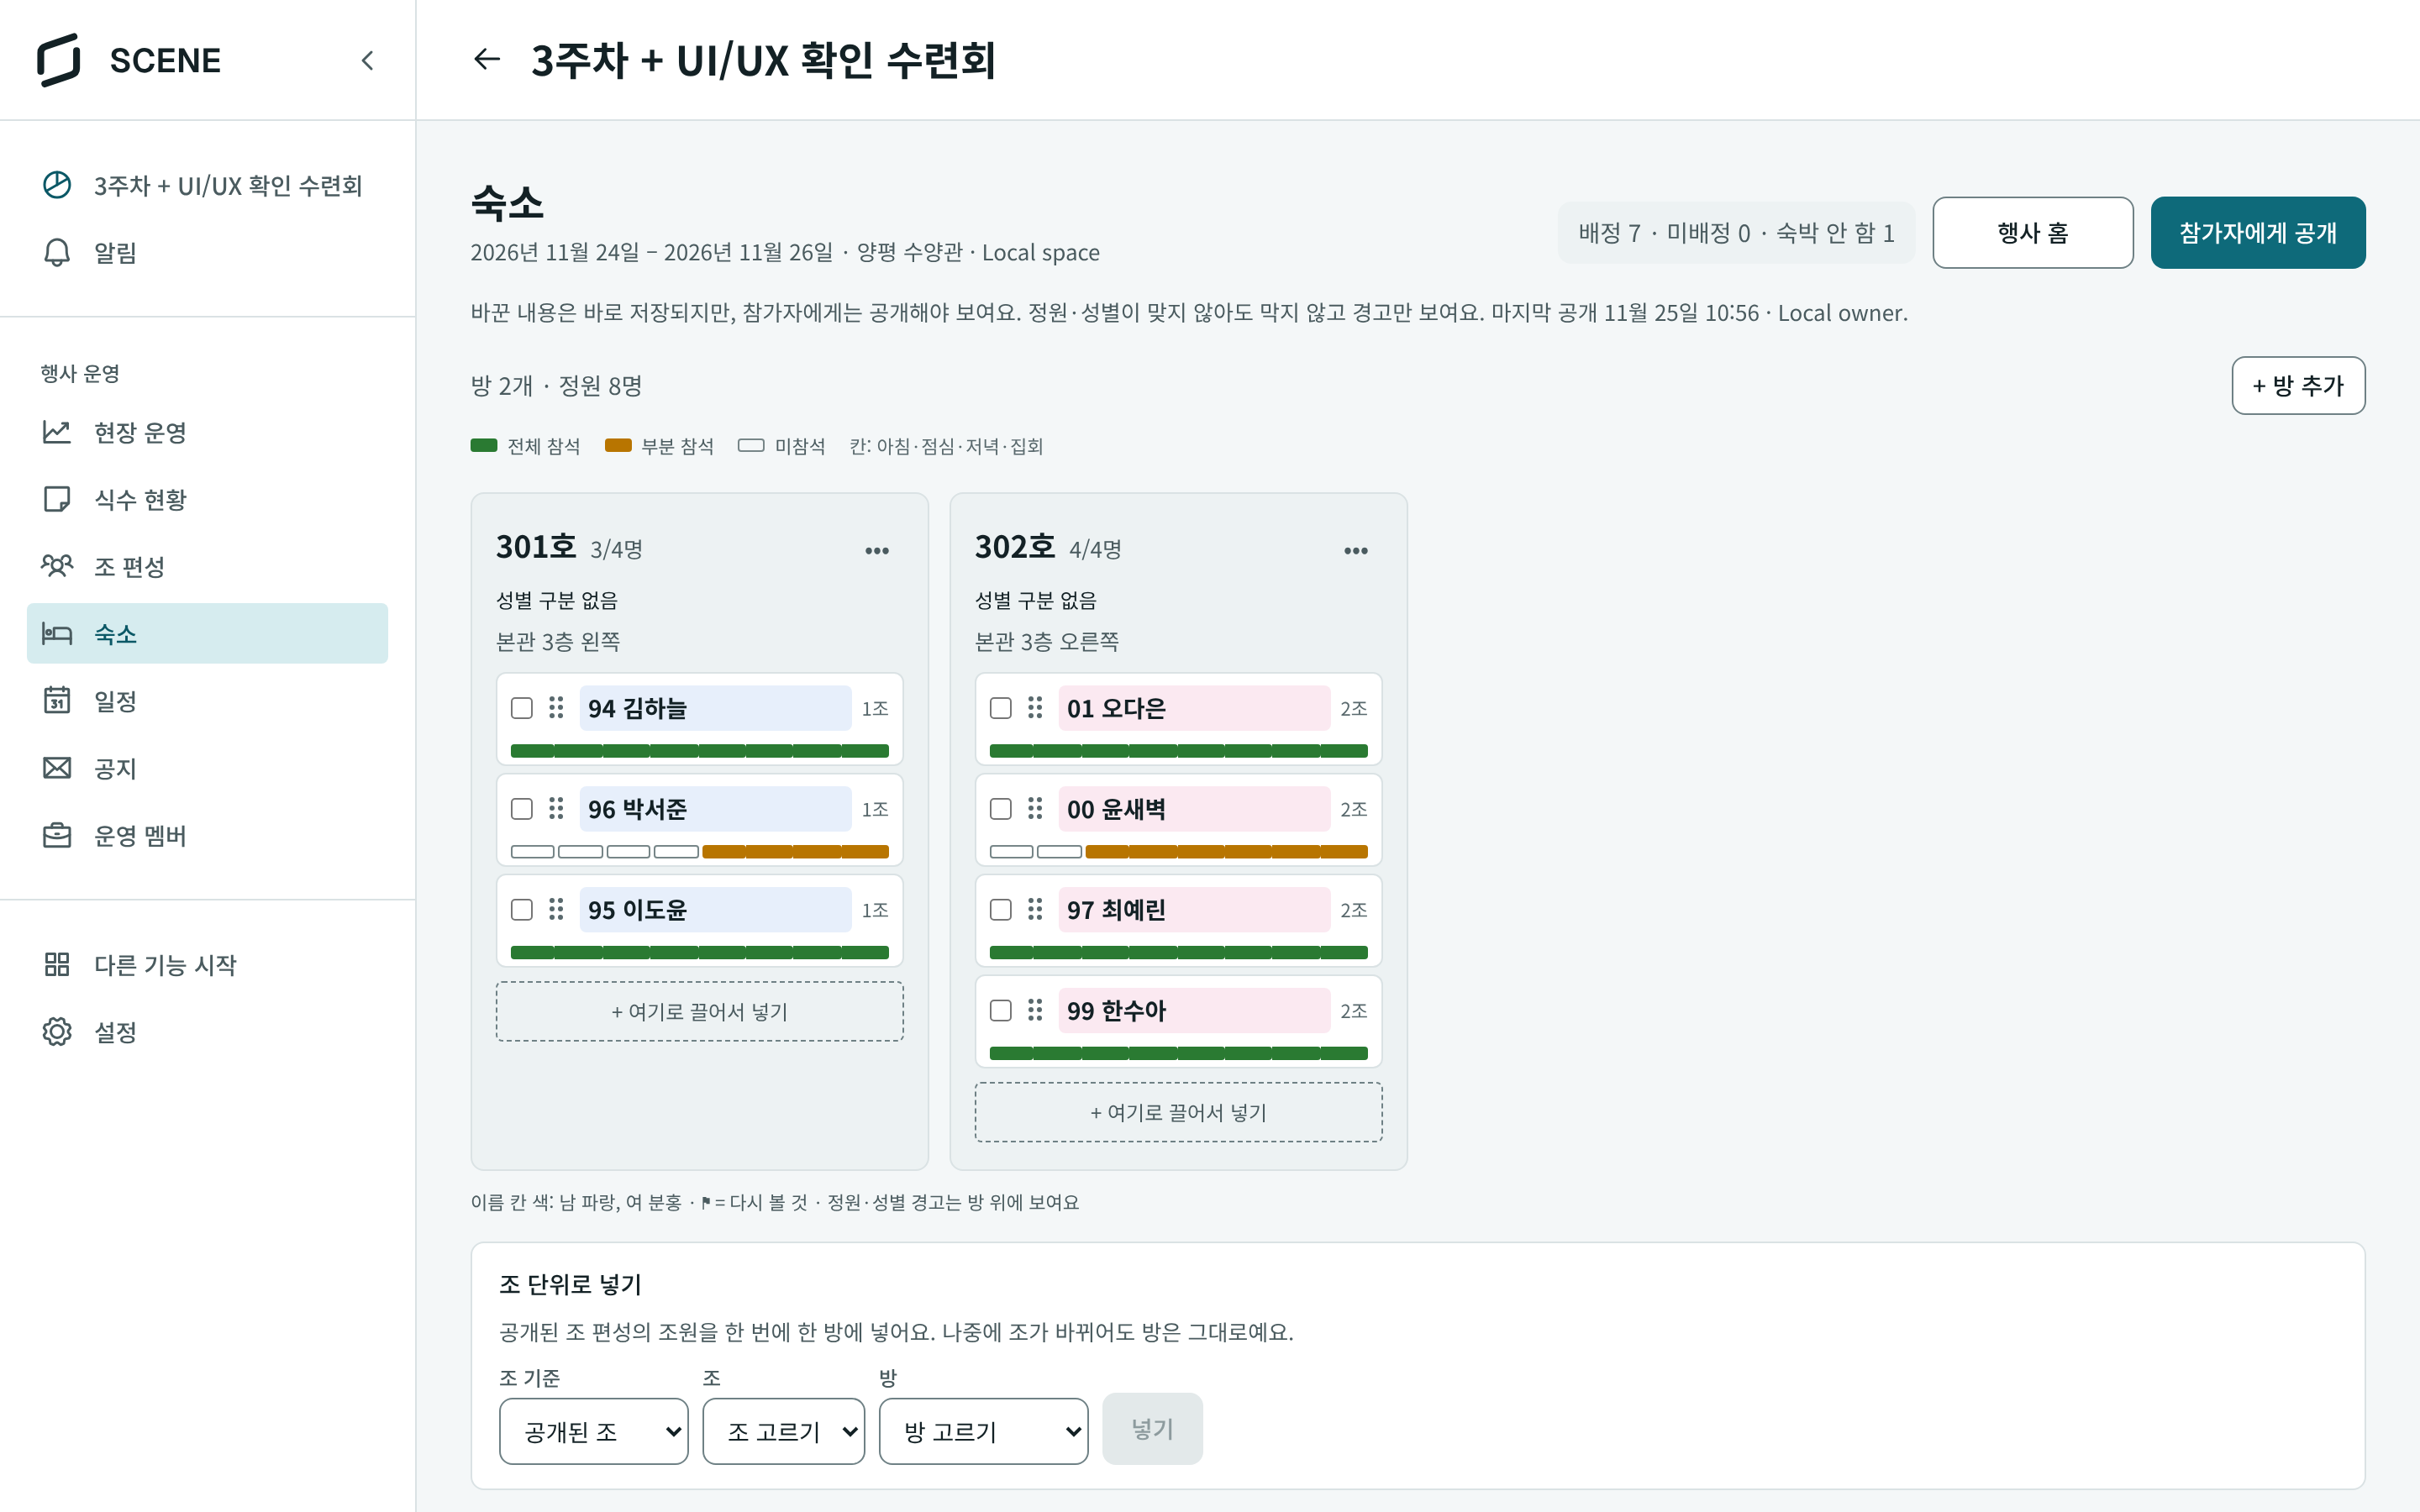 SCENE
3주차 + UI/UX 확인 수련회
알림
행사 운영
현장 운영
식수 현황
조 편성
숙소
31
일정
공지
운영 멤버
다른 기능 시작
설정
3주차 + UI/UX 확인 수련회
숙소
2026년 11월 24일 – 2026년 11월 26일 · 양평 수양관 · Local space
배정 7 · 미배정 0 · 숙박 안 함 1
행사 홈
참가자에게 공개
바꾼 내용은 바로 저장되지만, 참가자에게는 공개해야 보여요. 정원·성별이 맞지 않아도 막지 않고 경고만 보여요. 마지막 공개 11월 25일 10:56 · Local owner.
방 2개 · 정원 8명
+ 방 추가
전체 참석 부분 참석 미참석 칸: 아침·점심·저녁·집회
301호 3/4명
성별 구분 없음
본관 3층 왼쪽
94 김하늘 1조
96 박서준 1조
95 이도윤 1조
+ 여기로 끌어서 넣기
302호 4/4명
성별 구분 없음
본관 3층 오른쪽
01 오다은 2조
00 윤새벽 2조
97 최예린 2조
99 한수아 2조
+ 여기로 끌어서 넣기
이름 칸 색: 남 파랑, 여 분홍 · ⚑ = 다시 볼 것 · 정원·성별 경고는 방 위에 보여요
조 단위로 넣기
공개된 조 편성의 조원을 한 번에 한 방에 넣어요. 나중에 조가 바뀌어도 방은 그대로예요.
조 기준 조 방
공개된 조 조 고르기 방 고르기 넣기